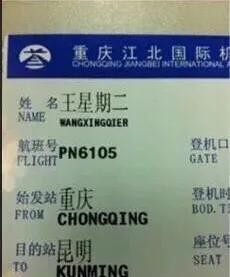 重庆江北国际机
CHONGQING JIANGBEI INTERNATIONAL
姓 名 王星期二
NAME WANGXINGQIER
航班号 登机口
FLIGHT PN6105 GATE
始发站 重庆 登机时
FROM CHONGQING BOD.TI
目的站 昆明 座位号
TO KUNMING SEAT